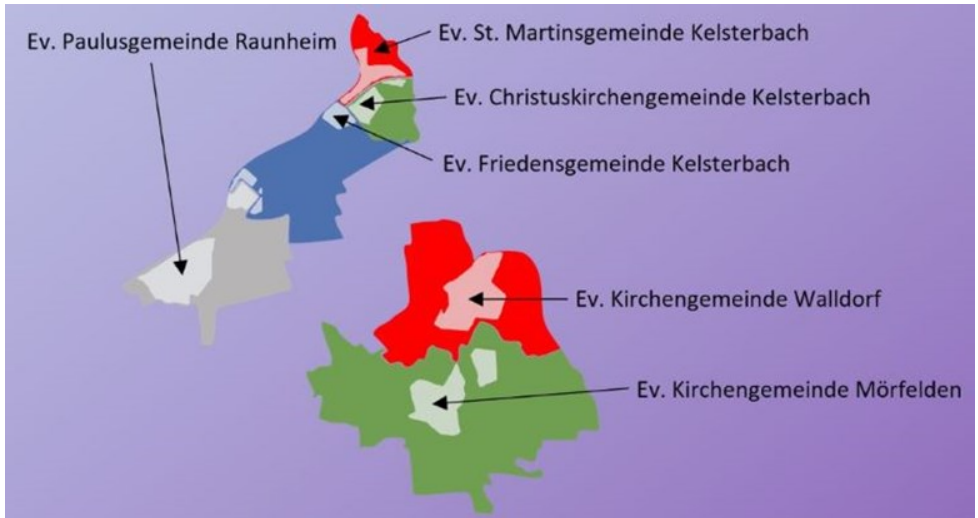 Ev. Paulusgemeinde Raunheim
Ev. St. Martinsgemeinde Kelsterbach
Ev. Christuskirchengemeinde Kelsterbach
Ev. Friedensgemeinde Kelsterbach
Ev. Kirchengemeinde Walldorf
Ev. Kirchengemeinde Mörfelden